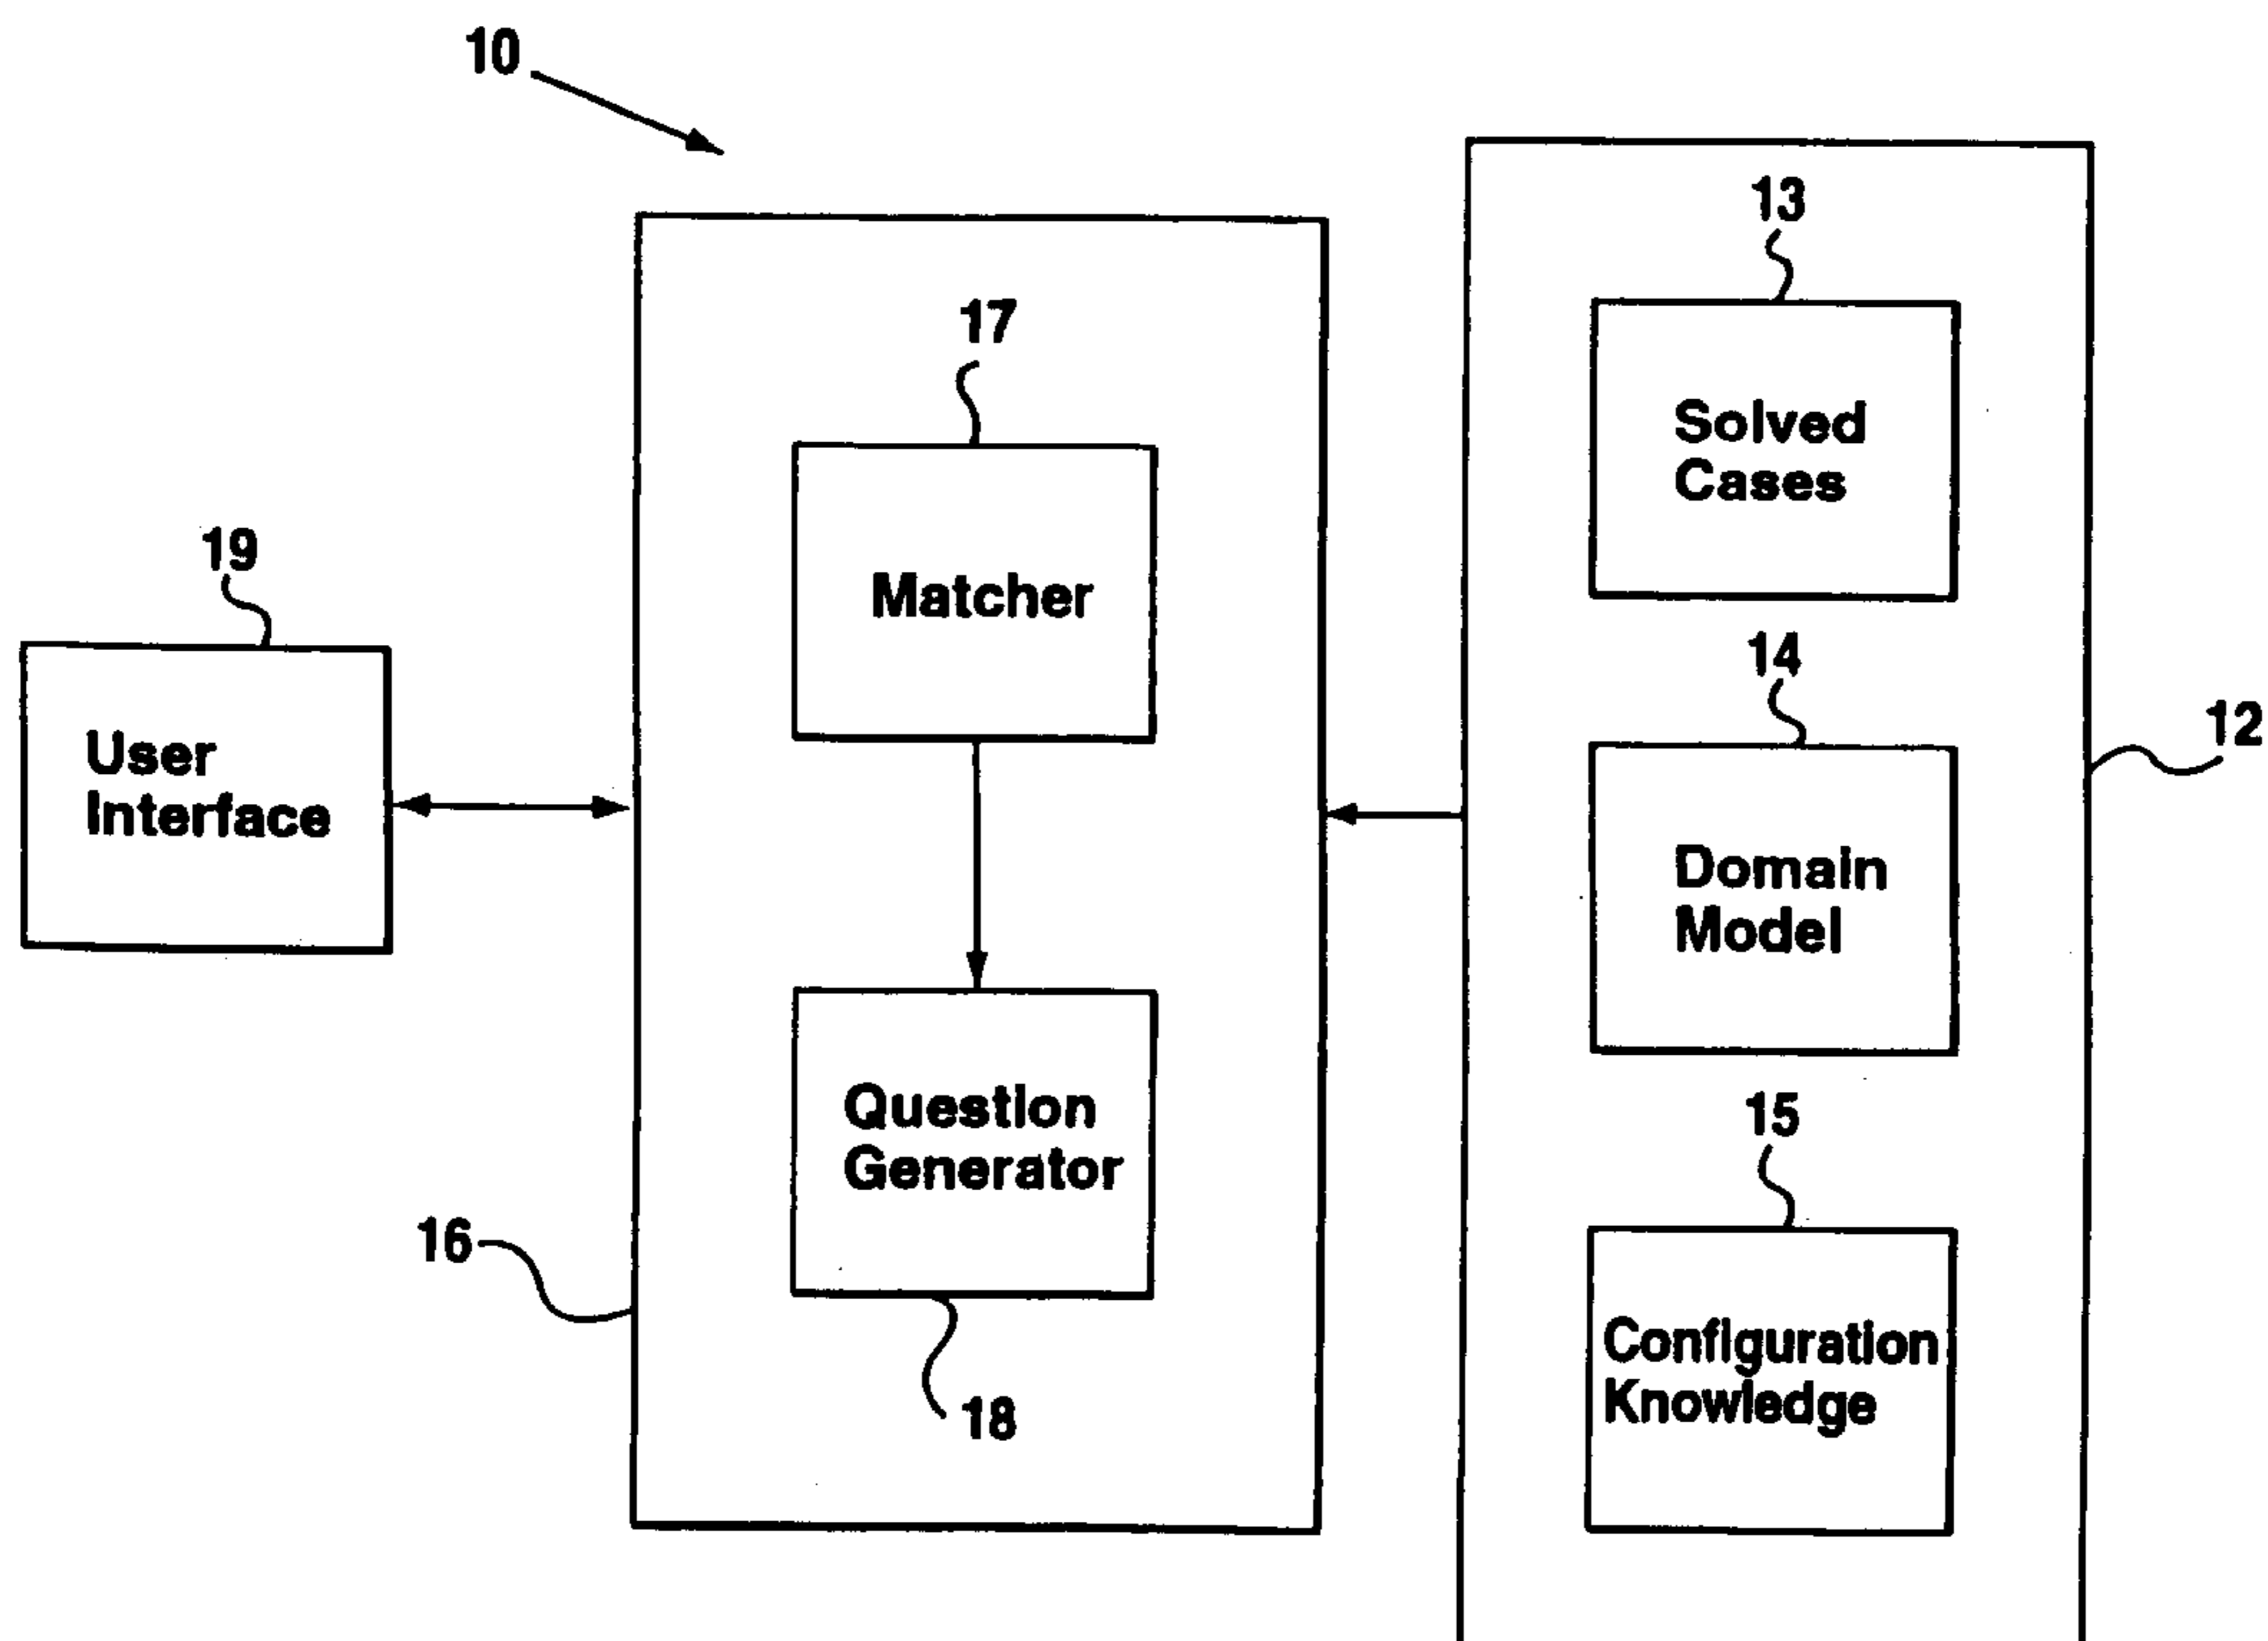 10
13
17
Solved
Cases
19
Matcher
14
12
User
Interface
Domain
Model
Question
Generator
15
16
Configuration
Knowledge
18